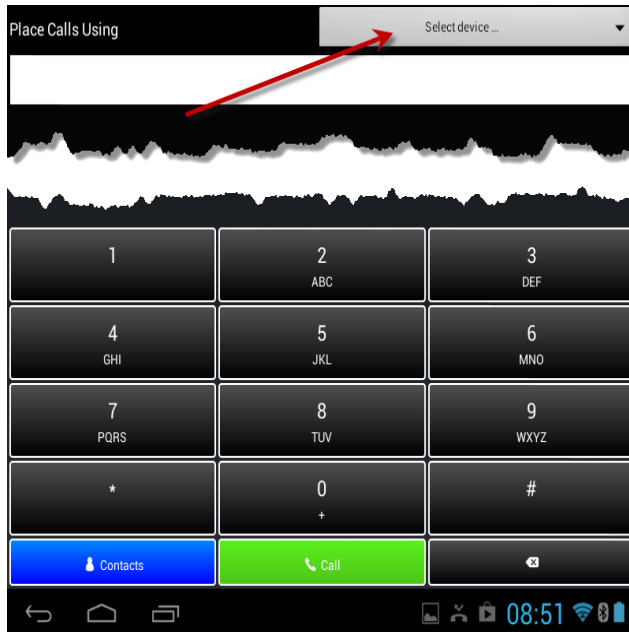 Place Calls Using
Select device ...
1
2
ABC
3
DEF
4
GHI
5
JKL
6
MNO
7
PQRS
8
TUV
9
WXYZ
*
0
+
#
Contacts
Call
08:51